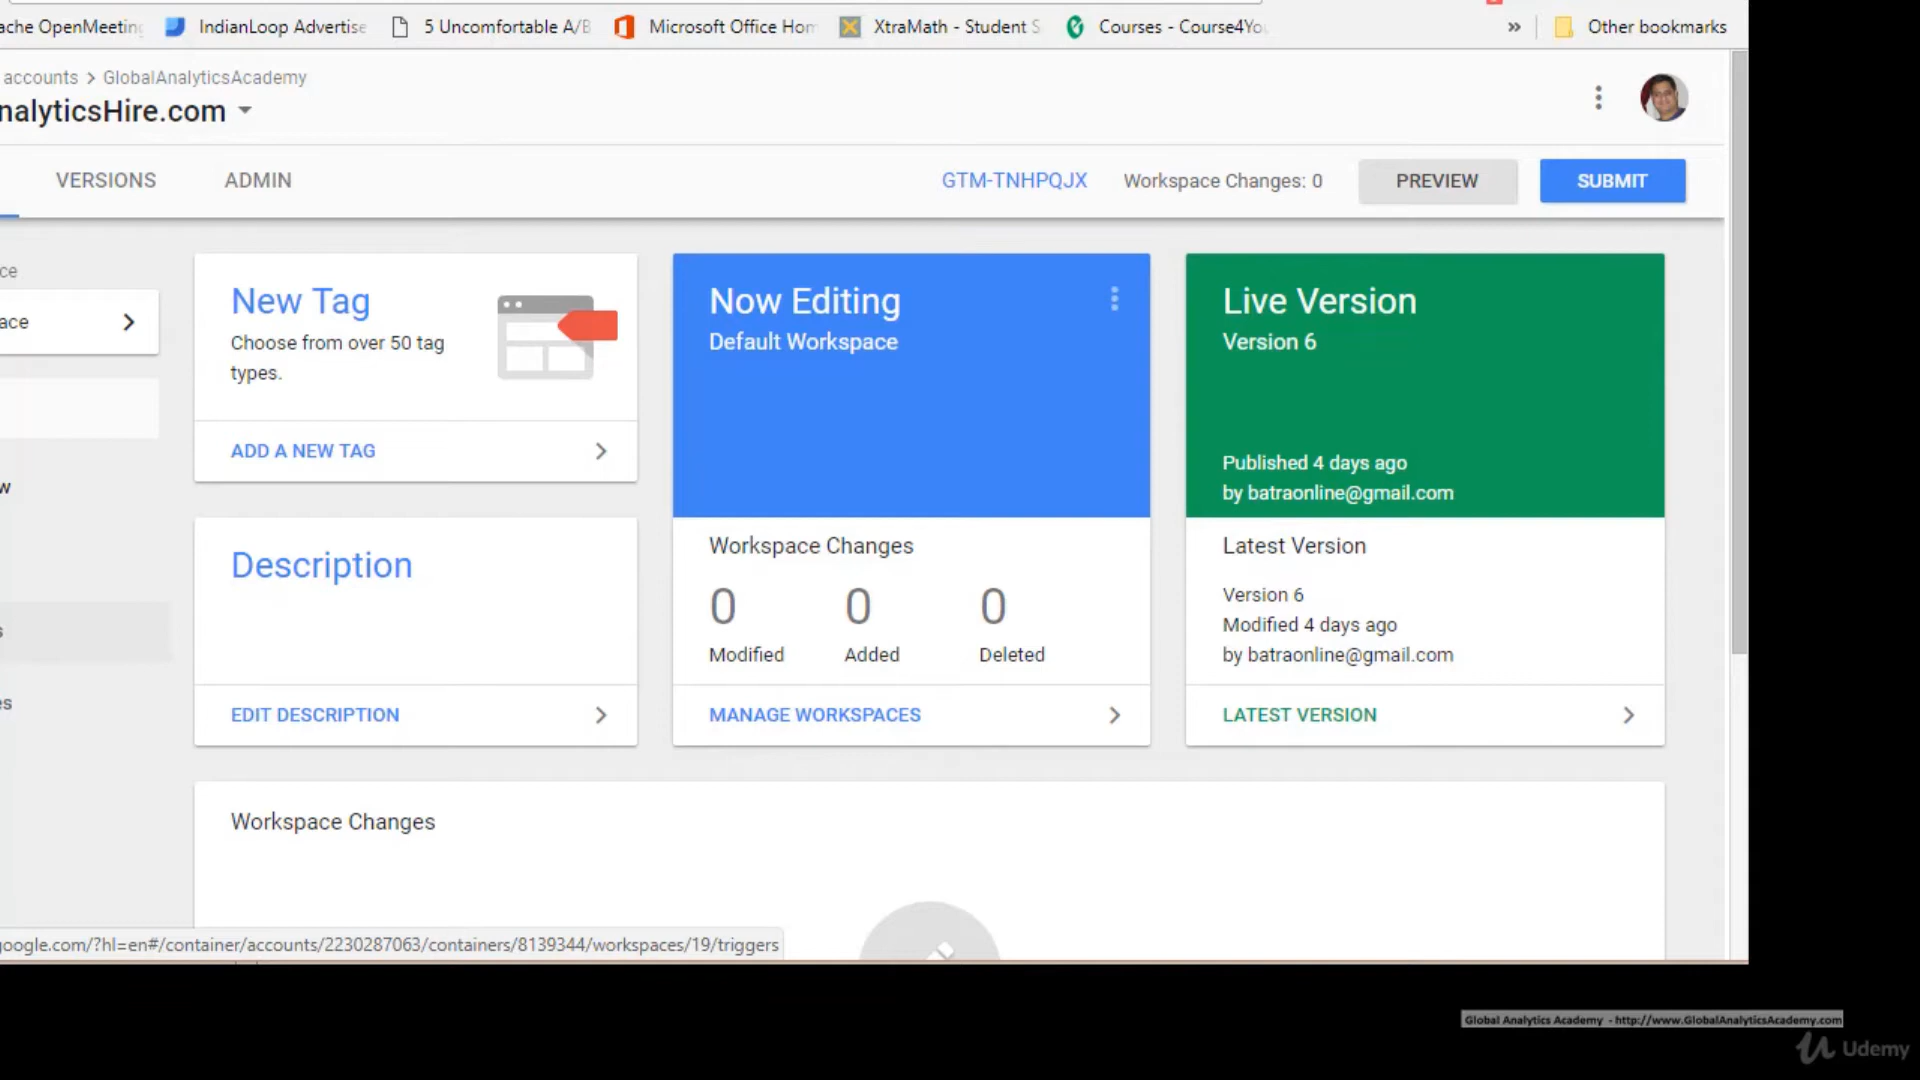 ache OpenMeeting IndianLoop Advertise 5 Uncomfortable A/B Microsoft Office Hom XtraMath - Student S Courses - Course4Yo » Other bookmarks
accounts > GlobalAnalyticsAcademy
nalyticsHire.com
VERSIONS ADMIN GTM-TNHPQJX Workspace Changes: 0 PREVIEW SUBMIT
ce
ace
w
s
es
New Tag
Choose from over 50 tag
types.
ADD A NEW TAG
Description
EDIT DESCRIPTION
Now Editing
Default Workspace
Workspace Changes
0 0 0
Modified Added Deleted
MANAGE WORKSPACES
Live Version
Version 6
Published 4 days ago
by batraonline@gmail.com
Latest Version
Version 6
Modified 4 days ago
by batraonline@gmail.com
LATEST VERSION
Workspace Changes
google.com/?hl=en#/container/accounts/2230287063/containers/8139344/workspaces/19/triggers
Global Analytics Academy - http://www.GlobalAnalyticsAcademy.com
Udemy